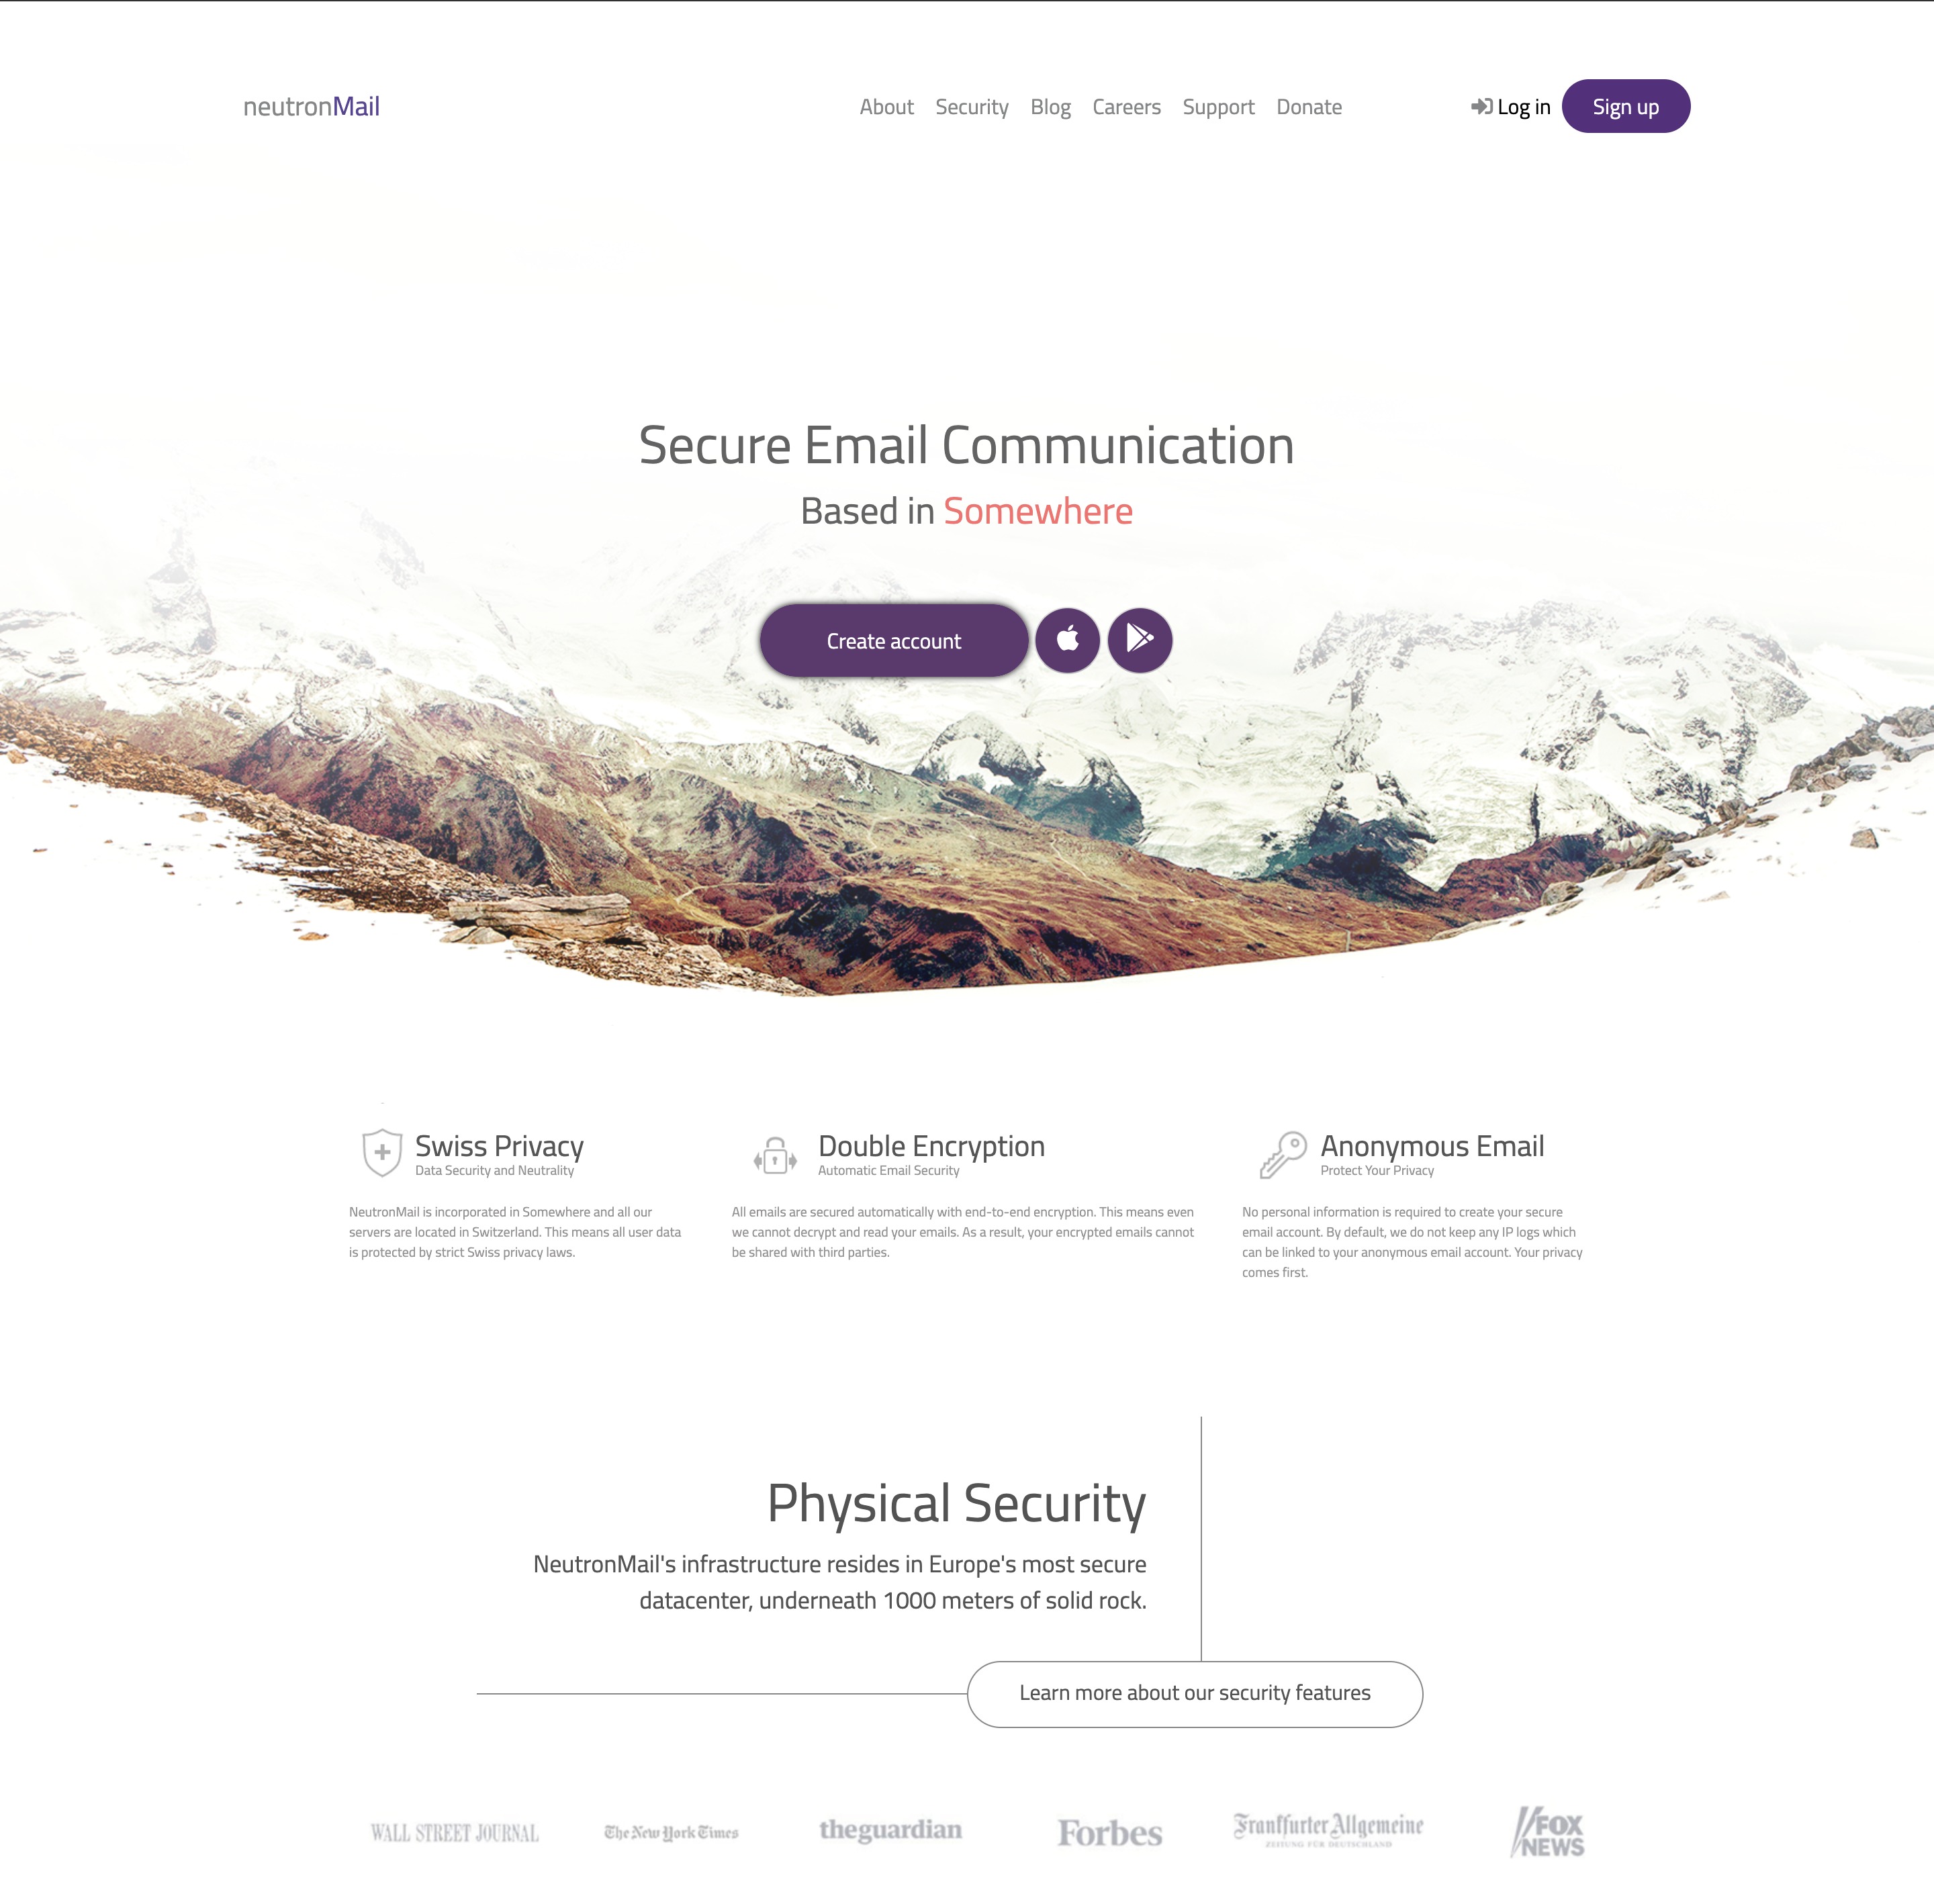 neutronMail
About Security Blog Careers Support Donate
Log in
Sign up
Secure Email Communication
Based in Somewhere
Create account
Swiss Privacy
Data Security and Neutrality
NeutronMail is incorporated in Somewhere and all our
servers are located in Switzerland. This means all user data
is protected by strict Swiss privacy laws.
Double Encryption
Automatic Email Security
All emails are secured automatically with end-to-end encryption. This means even
we cannot decrypt and read your emails. As a result, your encrypted emails cannot
be shared with third parties.
Anonymous Email
Protect Your Privacy
No personal information is required to create your secure
email account. By default, we do not keep any IP logs which
can be linked to your anonymous email account. Your privacy
comes first.
Physical Security
NeutronMail's infrastructure resides in Europe's most secure
datacenter, underneath 1000 meters of solid rock.
Learn more about our security features
WALL STREET JOURNAL
The New York Times
theguardian
Forbes
Frankfurter Allgemeine
ZEITUNG FÜR DEUTSCHLAND
FOX
NEWS